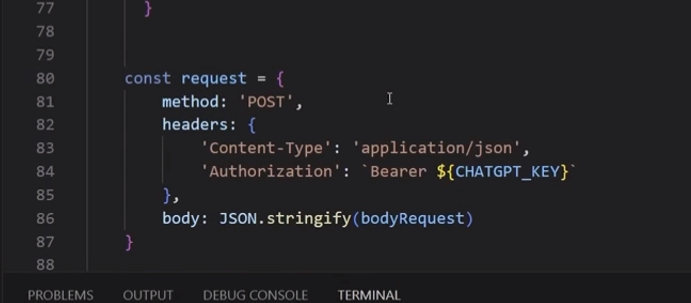 77 }
78
79
80 const request = {
81 method: 'POST',
82 headers: {
83 'Content-Type': 'application/json',
84 'Authorization': `Bearer ${CHATGPT_KEY}`
85 },
86 body: JSON.stringify(bodyRequest)
87 }
88
PROBLEMS OUTPUT DEBUG CONSOLE TERMINAL